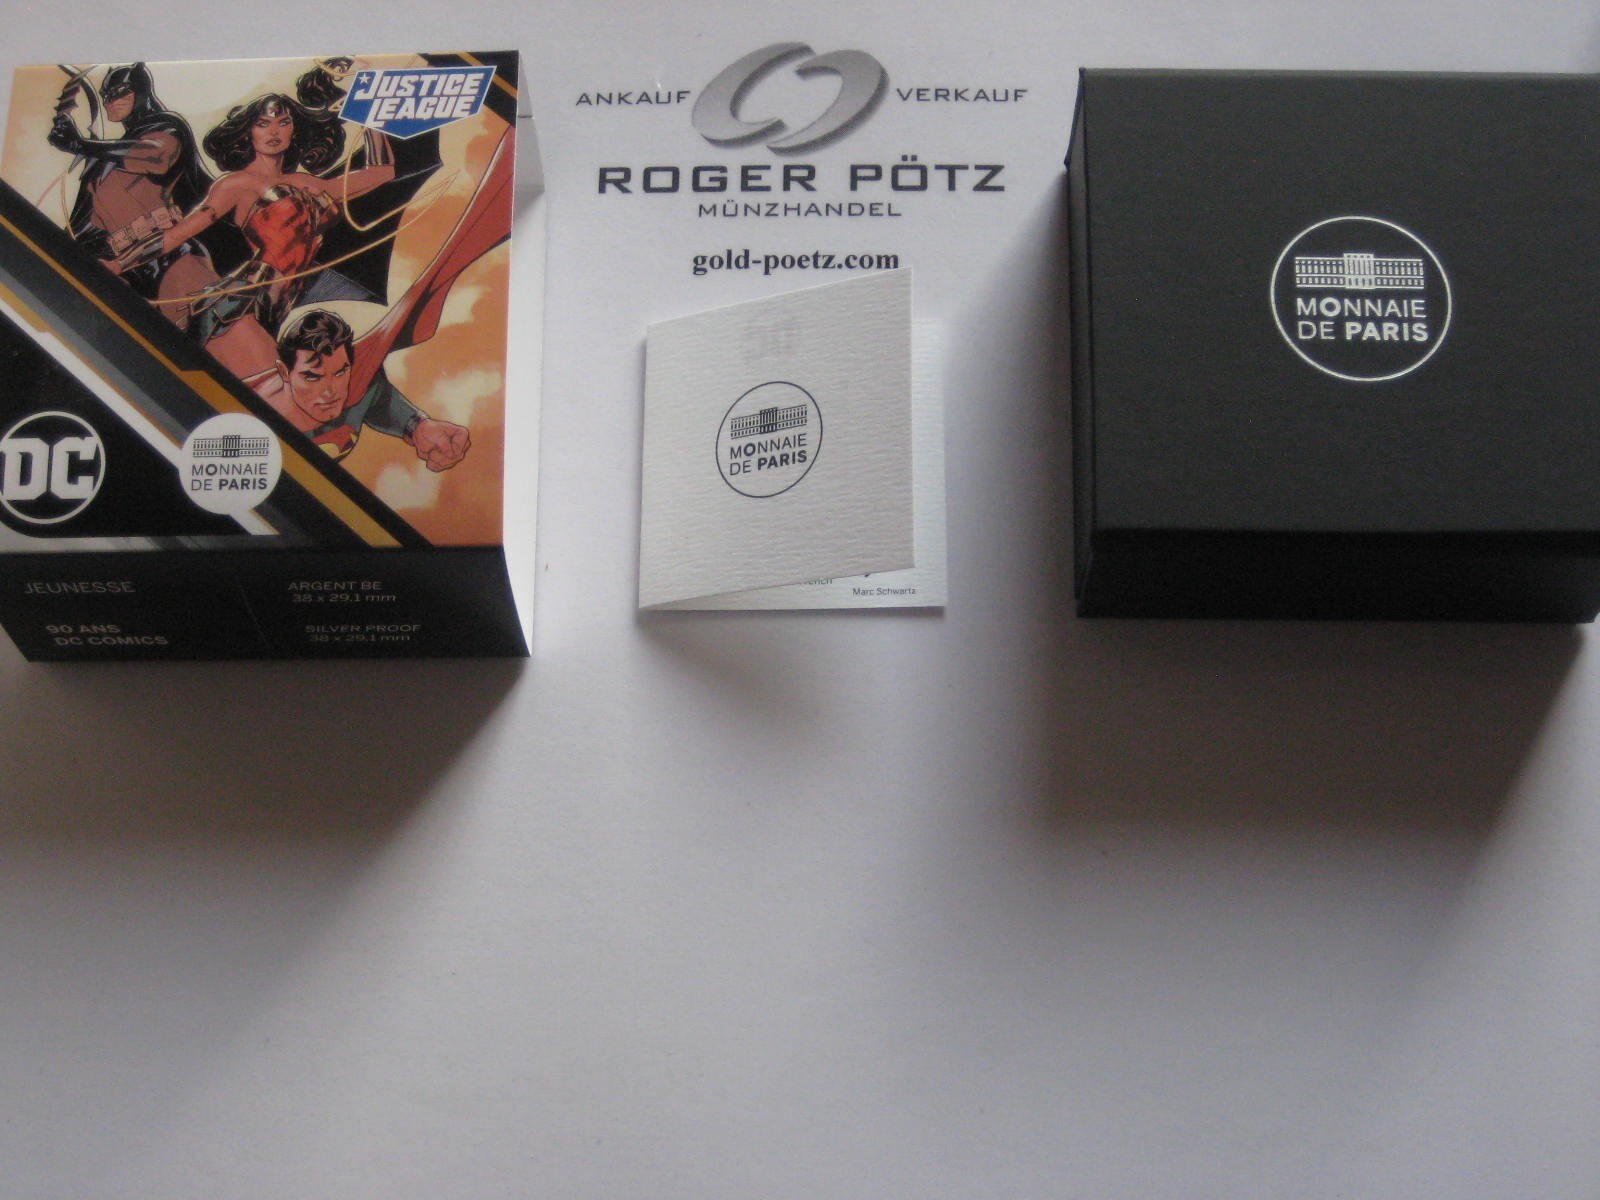 JUSTICE
LEAGUE
DC
MONNAIE
DE PARIS
JEUNESSE
90 ANS
DC COMICS
ARGENT BE
38 x 29.1 mm
SILVER PROOF
38 x 29.1 mm
ANKAUF VERKAUF
ROGER PÖTZ
MÜNZHANDEL
gold-poetz.com
MONNAIE
DE PARIS
Marc Schwartz
MONNAIE
DE PARIS